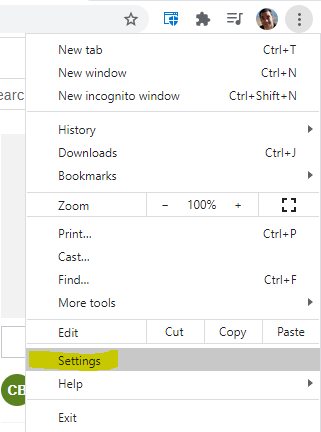 New tab Ctrl+T
New window Ctrl+N
earc New incognito window Ctrl+Shift+N
History
Downloads Ctrl+J
Bookmarks
Zoom − 100% +
Print... Ctrl+P
Cast...
Find... Ctrl+F
More tools
Edit Cut Copy Paste
Settings
CB Help
Exit